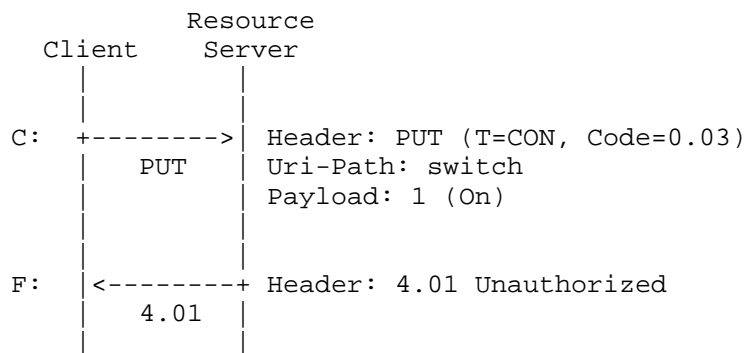 Resource
Client Server
C: +--------> Header: PUT (T=CON, Code=0.03)
PUT Uri-Path: switch
Payload: 1 (On)
F: <--------+ Header: 4.01 Unauthorized
4.01